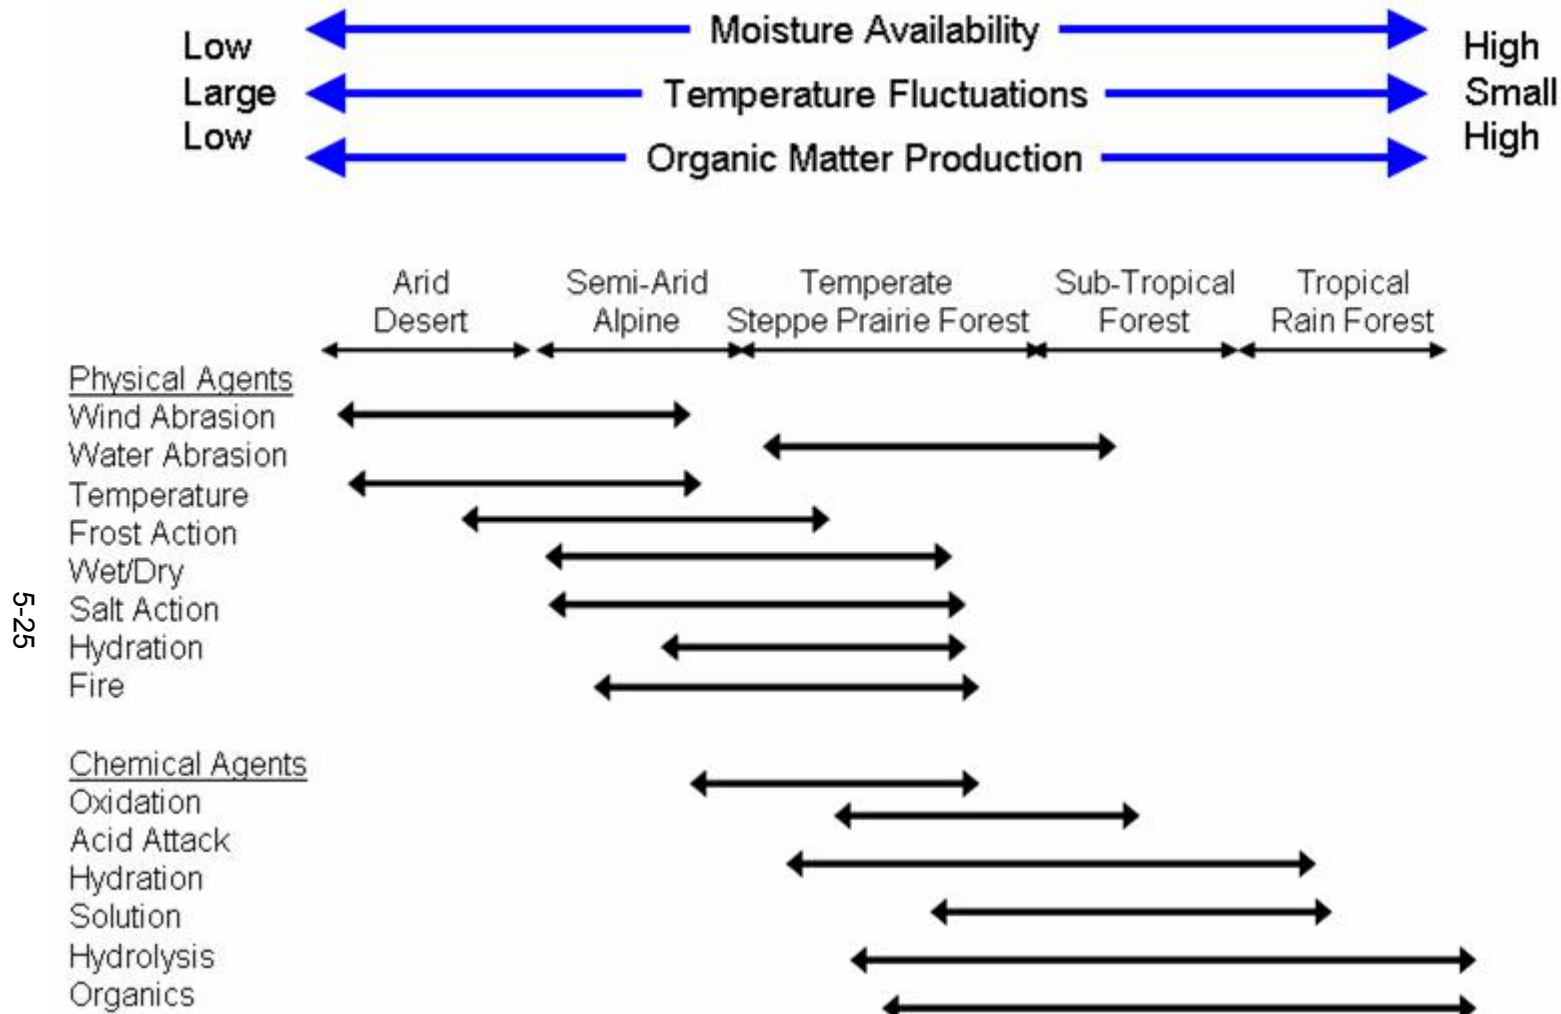 Moisture Availability
Low
High
Large
Temperature Fluctuations
Small
Low
High
Organic Matter Production
Arid
Desert
Semi-Arid
Alpine
Temperate
Steppe Prairie Forest
Sub-Tropical
Forest
Tropical
Rain Forest
Physical Agents
Wind Abrasion
Water Abrasion
Temperature
Frost Action
Wet/Dry
Salt Action
Hydration
Fire
Chemical Agents
Oxidation
Acid Attack
Hydration
Solution
Hydrolysis
Organics
5-25